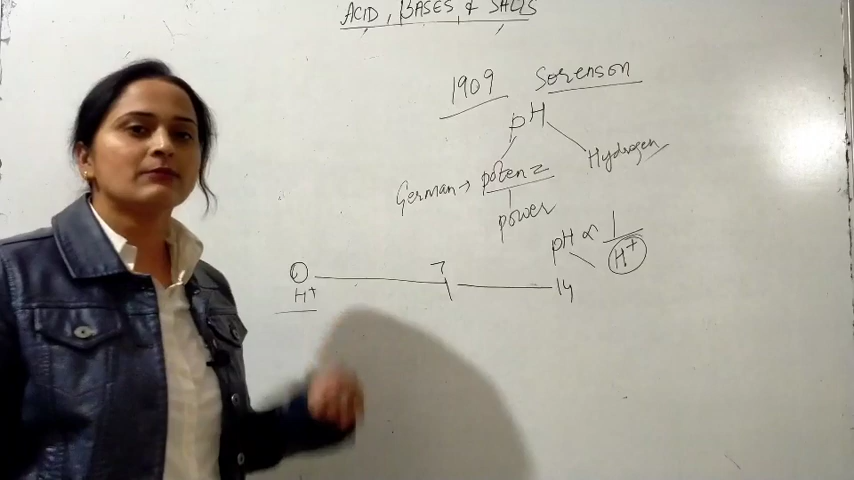 ACID, BASES & SALTS
1909 Sorenson
pH
Hydrogen
German → potenz
power
pH ∝ 1
H+
0 7 14
H+